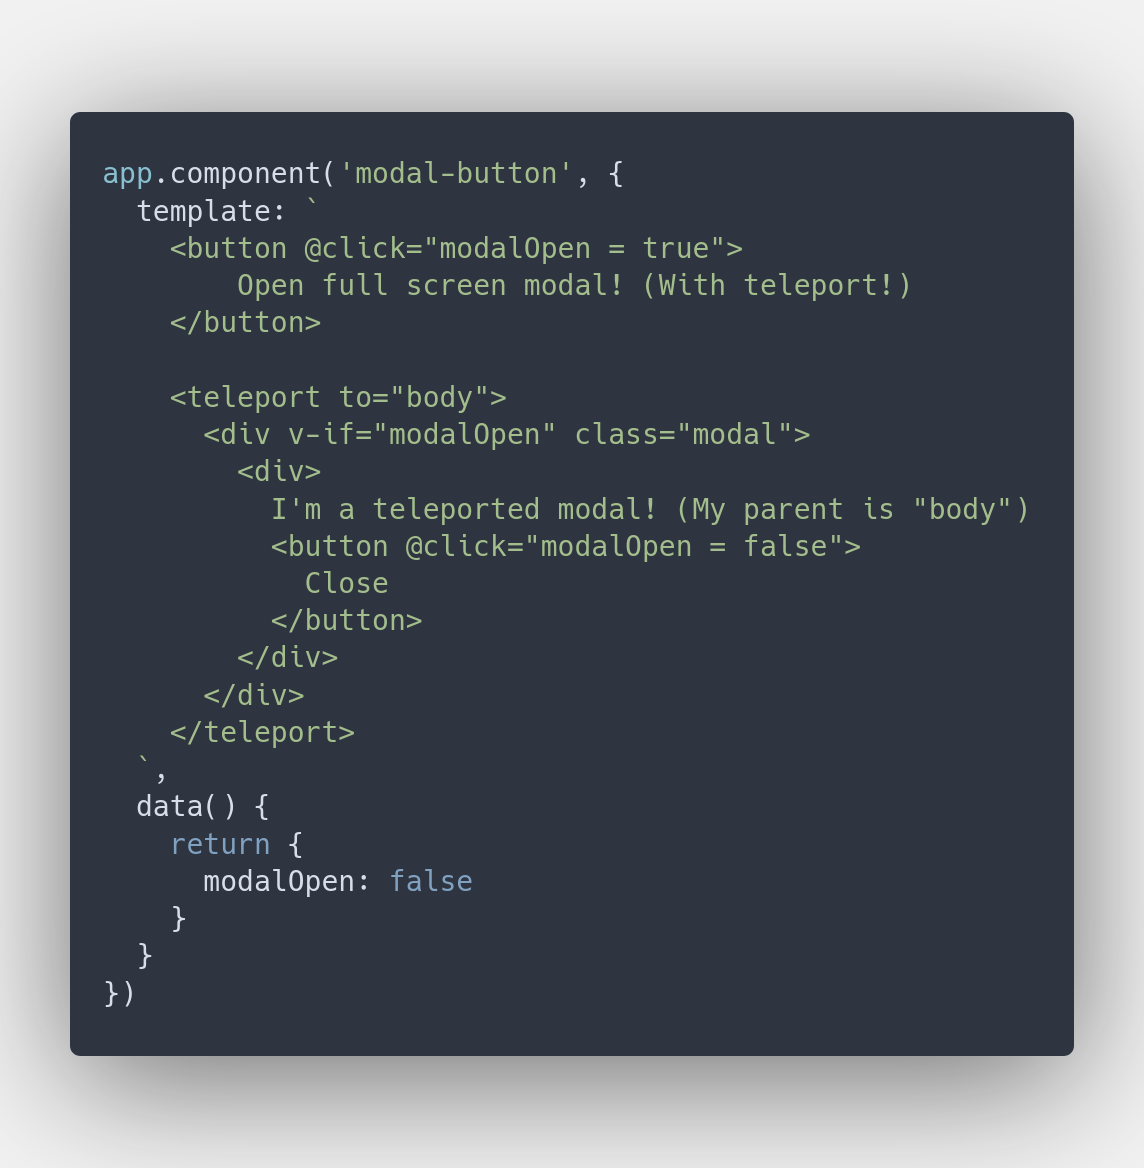 app.component('modal-button', {
  template: `
    <button @click="modalOpen = true">
        Open full screen modal! (With teleport!)
    </button>

    <teleport to="body">
      <div v-if="modalOpen" class="modal">
        <div>
          I'm a teleported modal! (My parent is "body")
          <button @click="modalOpen = false">
            Close
          </button>
        </div>
      </div>
    </teleport>
  `,
  data() {
    return {
      modalOpen: false
    }
  }
})